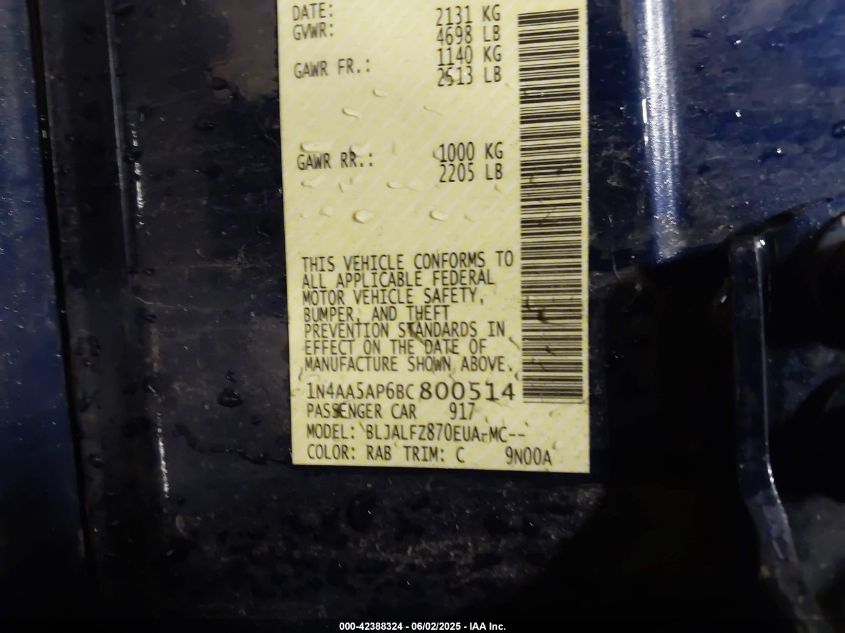 DATE: 2131 KG
GVWR: 4698 LB
1140 KG
GAWR FR.: 2513 LB
GAWR RR.: 1000 KG
2205 LB
THIS VEHICLE CONFORMS TO
ALL APPLICABLE FEDERAL
MOTOR VEHICLE SAFETY,
BUMPER, AND THEFT
PREVENTION STANDARDS IN
EFFECT ON THE DATE OF
MANUFACTURE SHOWN ABOVE.
1N4AA5AP6BC800514
PASSENGER CAR 917
MODEL: BLJALFZ870EUA-MC--
COLOR: RAB TRIM: C 9N00A
000-42388324 - 06/02/2025 - IAA Inc.